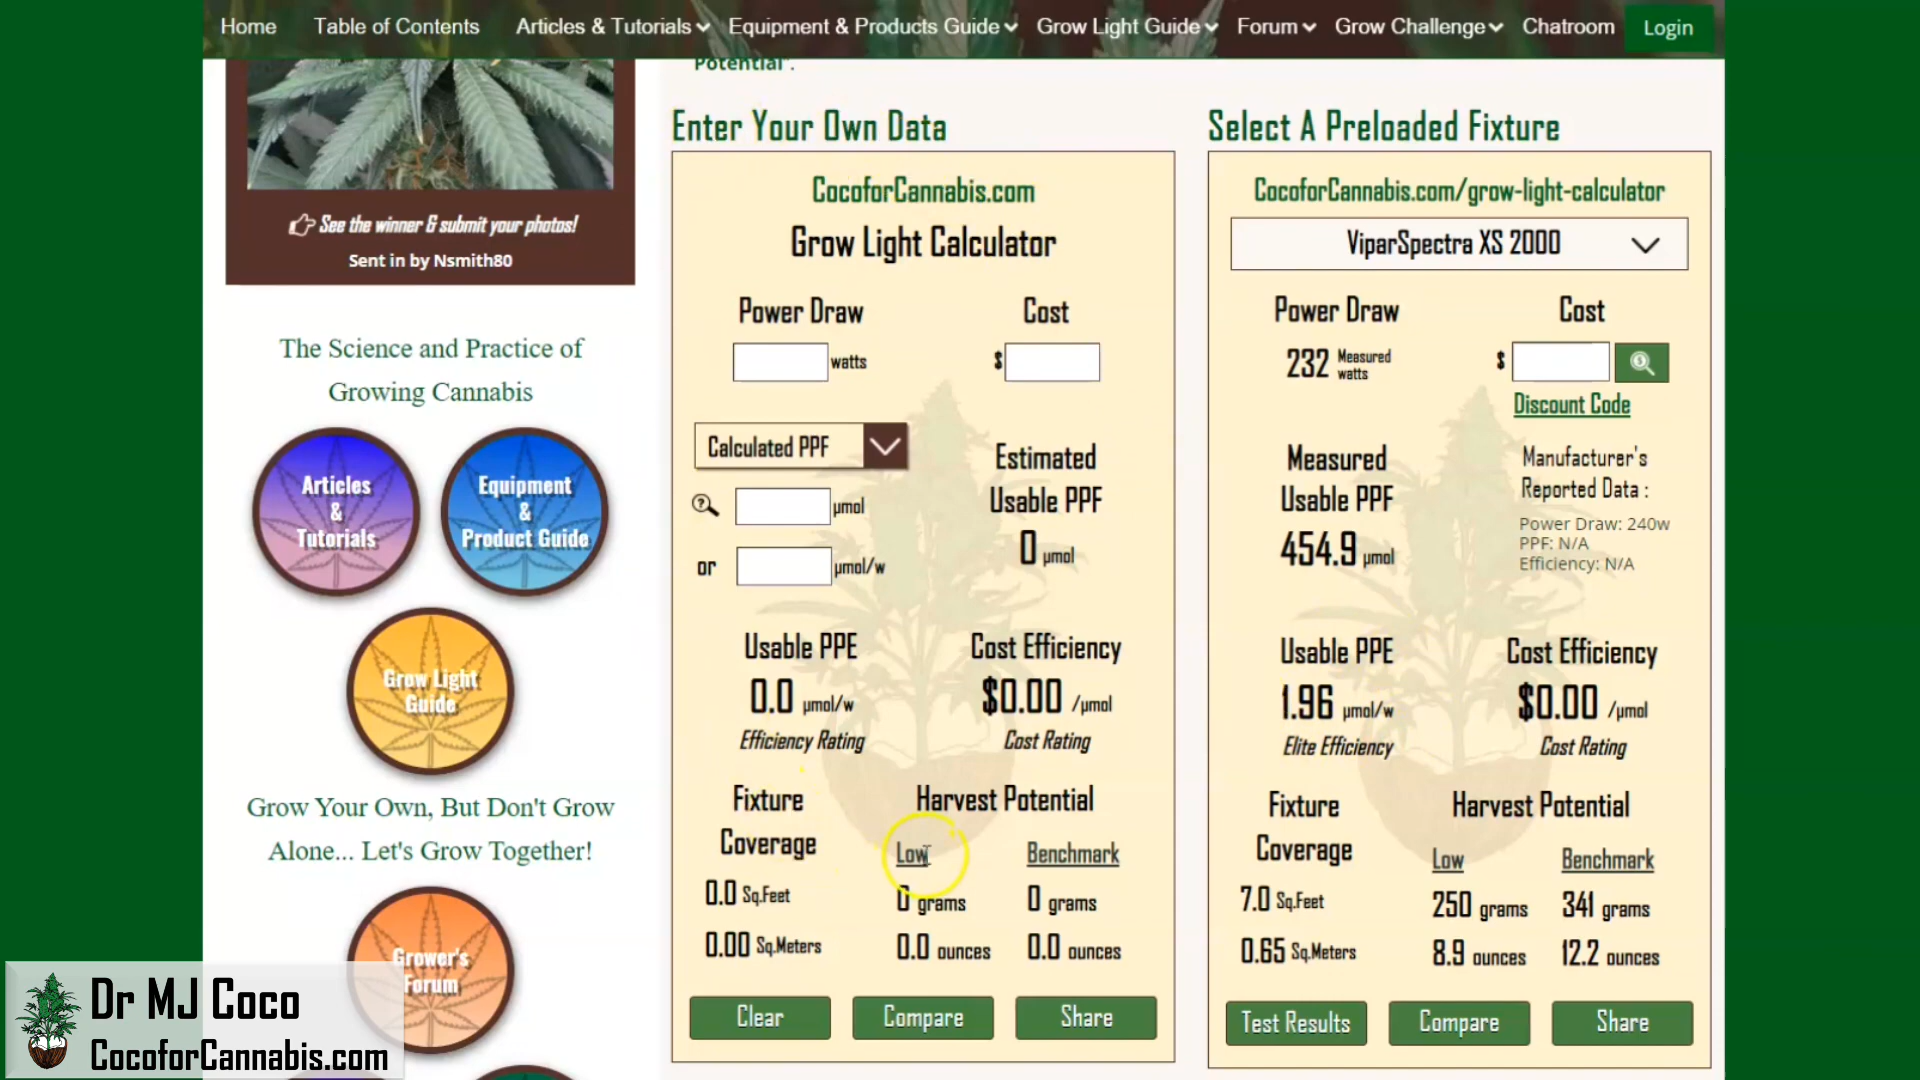 Home Table of Contents Articles & Tutorials Equipment & Products Guide Grow Light Guide Forum Grow Challenge Chatroom Login
Potential".
See the winner & submit your photos!
Sent in by Nsmith80
The Science and Practice of
Growing Cannabis
Articles
&
Tutorials
Equipment
&
Product Guide
Grow Light
Guide
Grow Your Own, But Don't Grow
Alone... Let's Grow Together!
Grower's
Forum
Enter Your Own Data
CocoforCannabis.com
Grow Light Calculator
Power Draw Cost
watts $
Calculated PPF
Estimated
Usable PPF
µmol
0 µmol
or µmol/w
Usable PPE Cost Efficiency
0.0 µmol/w $0.00 /µmol
Efficiency Rating Cost Rating
Fixture Harvest Potential
Coverage Low Benchmark
0.0 Sq.Feet 0 grams 0 grams
0.00 Sq.Meters 0.0 ounces 0.0 ounces
Clear Compare Share
Select A Preloaded Fixture
CocoforCannabis.com/grow-light-calculator
ViparSpectra XS 2000
Power Draw Cost
232 Measured watts $
Discount Code
Measured
Usable PPF
454.9 µmol
Manufacturer's
Reported Data :
Power Draw: 240w
PPF: N/A
Efficiency: N/A
Usable PPE Cost Efficiency
1.96 µmol/w $0.00 /µmol
Elite Efficiency Cost Rating
Fixture Harvest Potential
Coverage Low Benchmark
7.0 Sq.Feet 250 grams 341 grams
0.65 Sq.Meters 8.9 ounces 12.2 ounces
Test Results Compare Share
Dr MJ Coco
CocoforCannabis.com